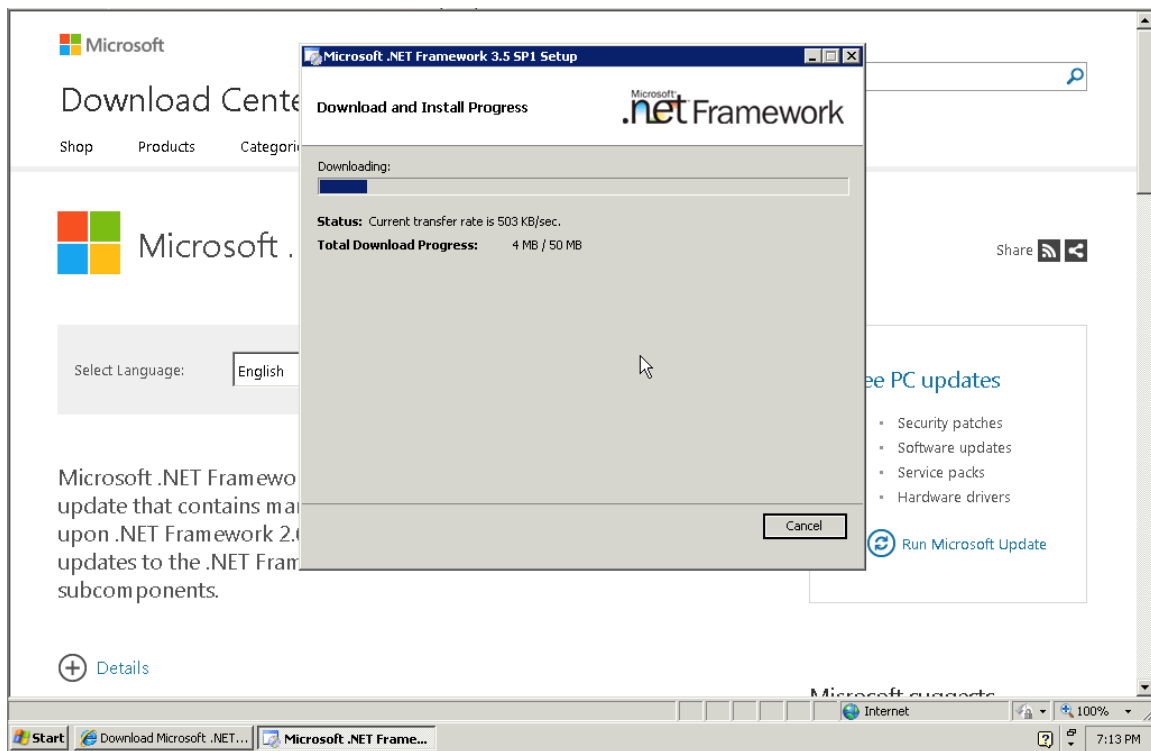 Microsoft
Download Cente
Shop Products Categori
Microsoft .NET Framework 3.5 SP1 Setup
Download and Install Progress
Microsoft
.net Framework
Downloading:
Status: Current transfer rate is 503 KB/sec.
Total Download Progress: 4 MB / 50 MB
Cancel
Microsoft .
Share
Select Language:
English
ee PC updates
Security patches
Software updates
Service packs
Hardware drivers
Run Microsoft Update
Microsoft .NET Framewo
update that contains ma
upon .NET Framework 2.
updates to the .NET Fram
subcomponents.
Details
Microsoft suggests
Internet
100%
Start
Download Microsoft .NET...
Microsoft .NET Frame...
7:13 PM